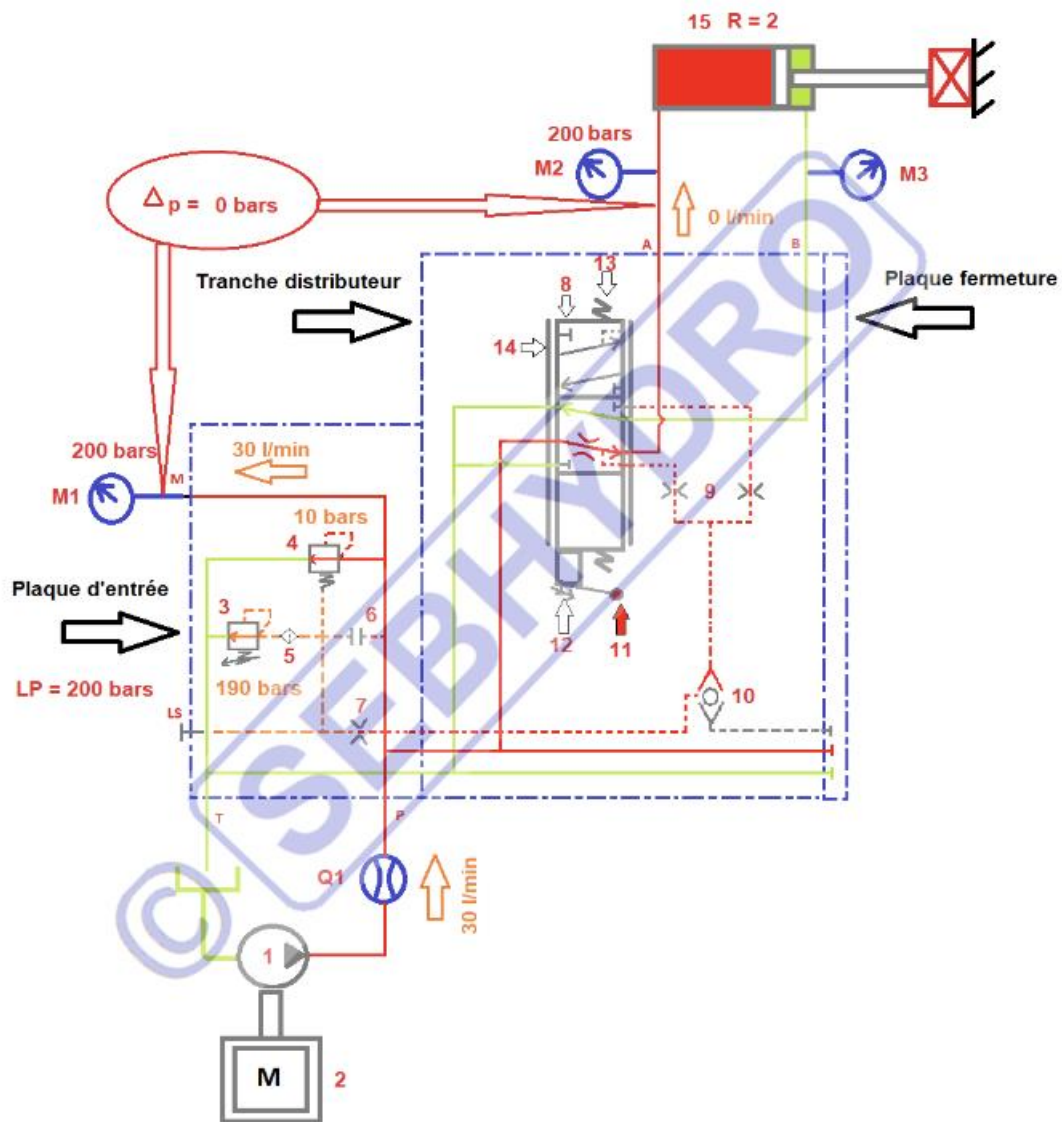 15 R = 2
200 bars
M2
M3
Δp = 0 bars
0 l/min
A
B
Tranche distributeur
13
8
Plaque fermeture
14
200 bars
M
30 l/min
M1
9
10 bars
4
Plaque d'entrée
3
6
5
12
11
LP = 200 bars
190 bars
10
7
LS
T
P
Q1
30 l/min
1
M
2
© SEBHYDRO